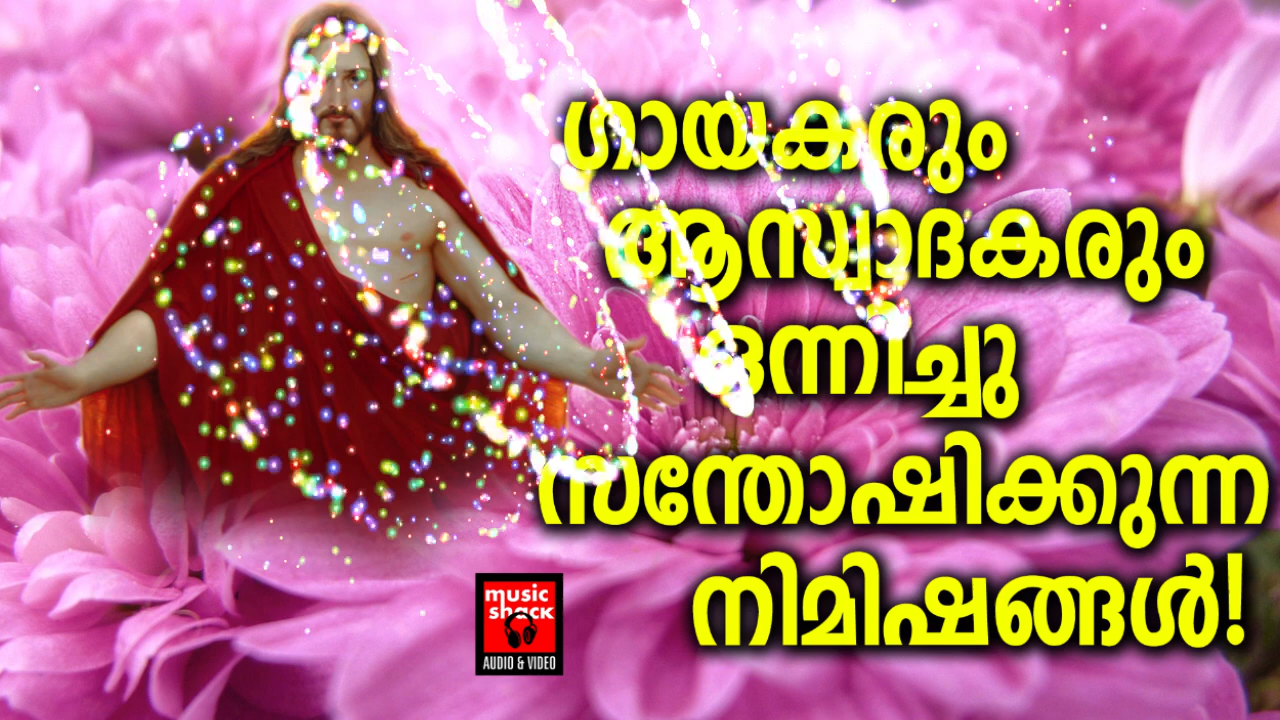 ഗായകരും
ആസ്വാദകരും
ഒന്നിച്ചു
സന്തോഷിക്കുന്ന
നിമിഷങ്ങൾ!
music
shack
AUDIO & VIDEO